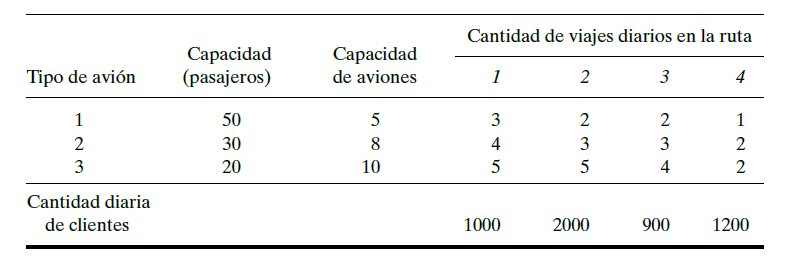 Cantidad de viajes diarios en la ruta
Capacidad Capacidad
Tipo de avión (pasajeros) de aviones 1 2 3 4
1 50 5 3 2 2 1
2 30 8 4 3 3 2
3 20 10 5 5 4 2
Cantidad diaria
de clientes 1000 2000 900 1200